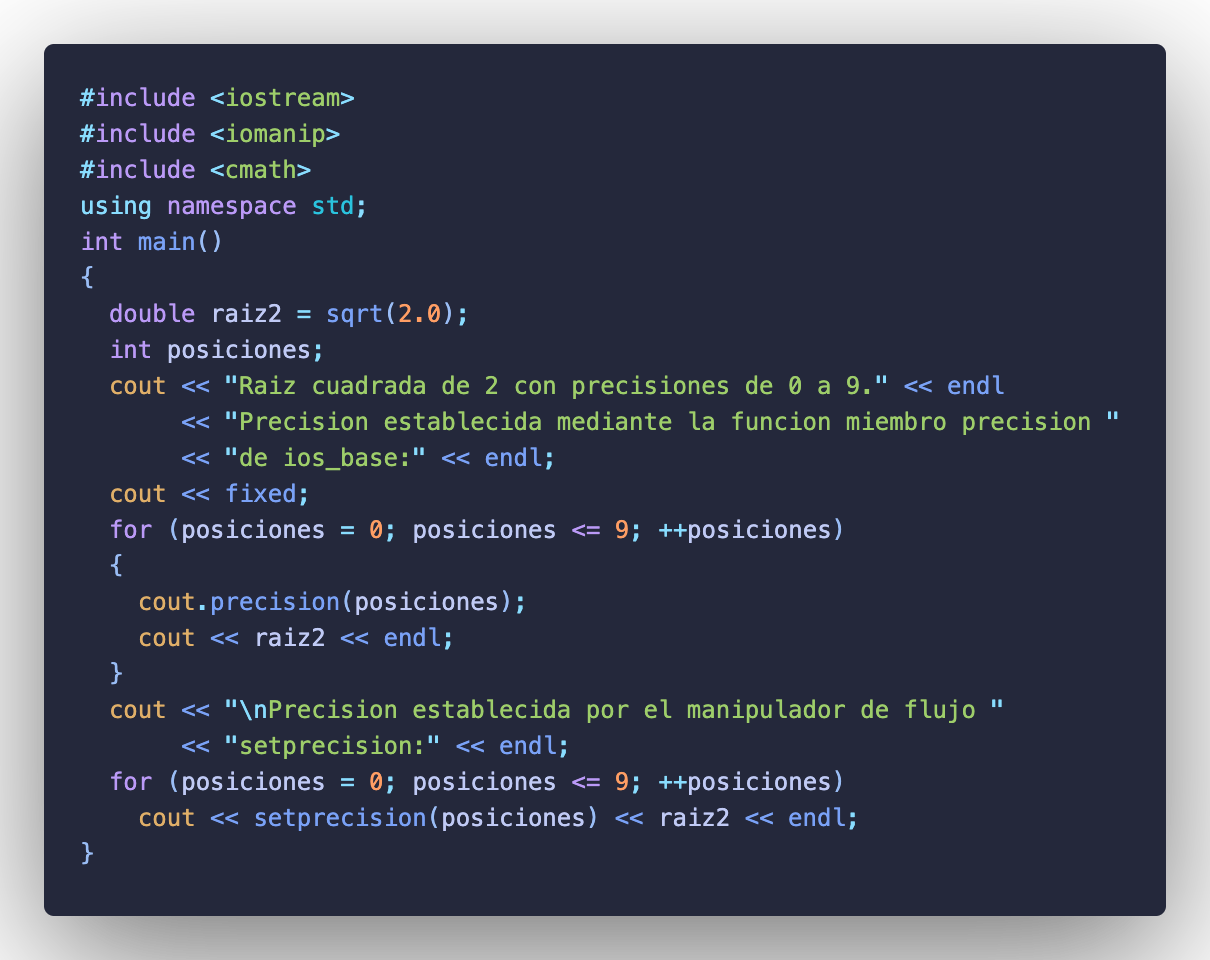 #include <iostream>
#include <iomanip>
#include <cmath>
using namespace std;
int main()
{
  double raiz2 = sqrt(2.0);
  int posiciones;
  cout << "Raiz cuadrada de 2 con precisiones de 0 a 9." << endl
       << "Precision establecida mediante la funcion miembro precision "
       << "de ios_base:" << endl;
  cout << fixed;
  for (posiciones = 0; posiciones <= 9; ++posiciones)
  {
    cout.precision(posiciones);
    cout << raiz2 << endl;
  }
  cout << "\nPrecision establecida por el manipulador de flujo "
       << "setprecision:" << endl;
  for (posiciones = 0; posiciones <= 9; ++posiciones)
    cout << setprecision(posiciones) << raiz2 << endl;
}